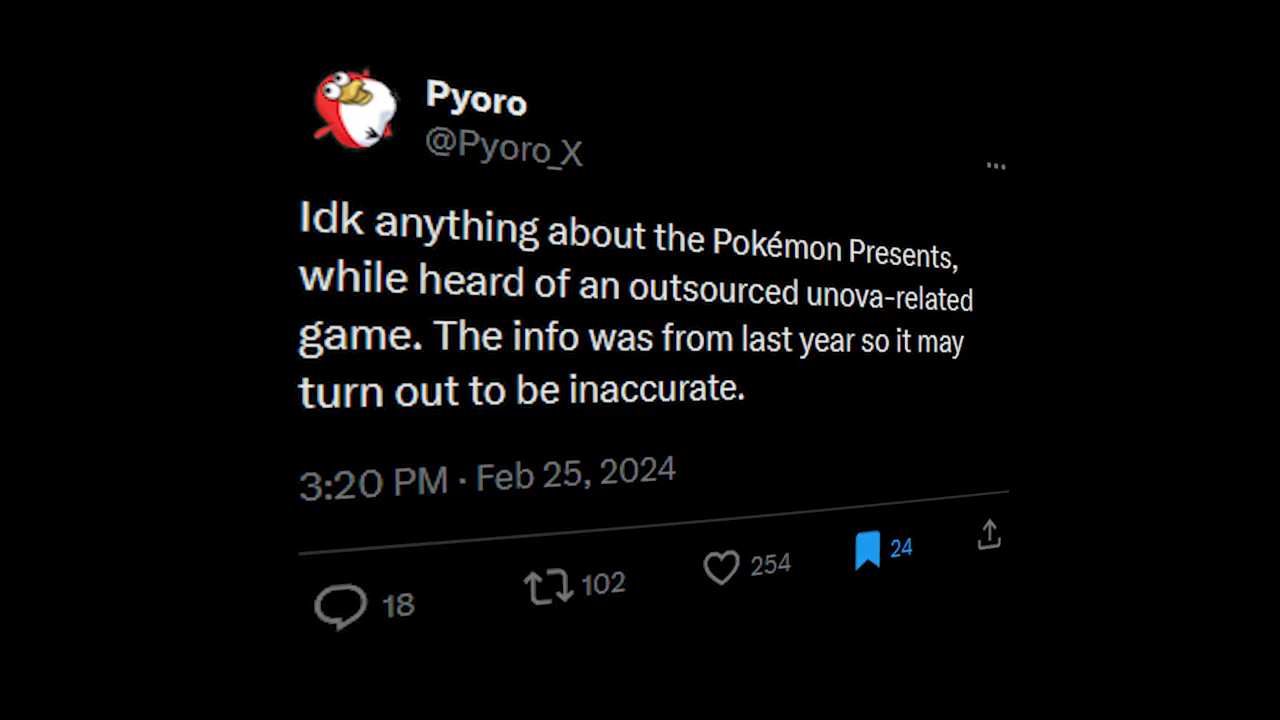 Pyoro
@Pyoro_X
...
Idk anything about the Pokémon Presents,
while heard of an outsourced unova-related
game. The info was from last year so it may
turn out to be inaccurate.
3:20 PM · Feb 25, 2024
18 102 254 24